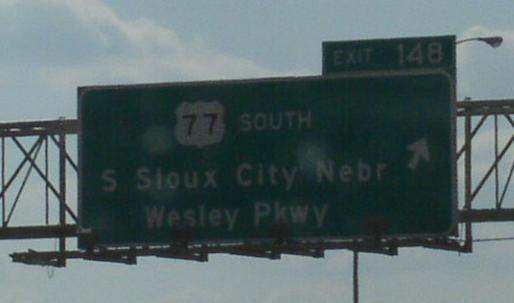 EXIT 148
77 SOUTH
S Sioux City Nebr
Wesley Pkwy